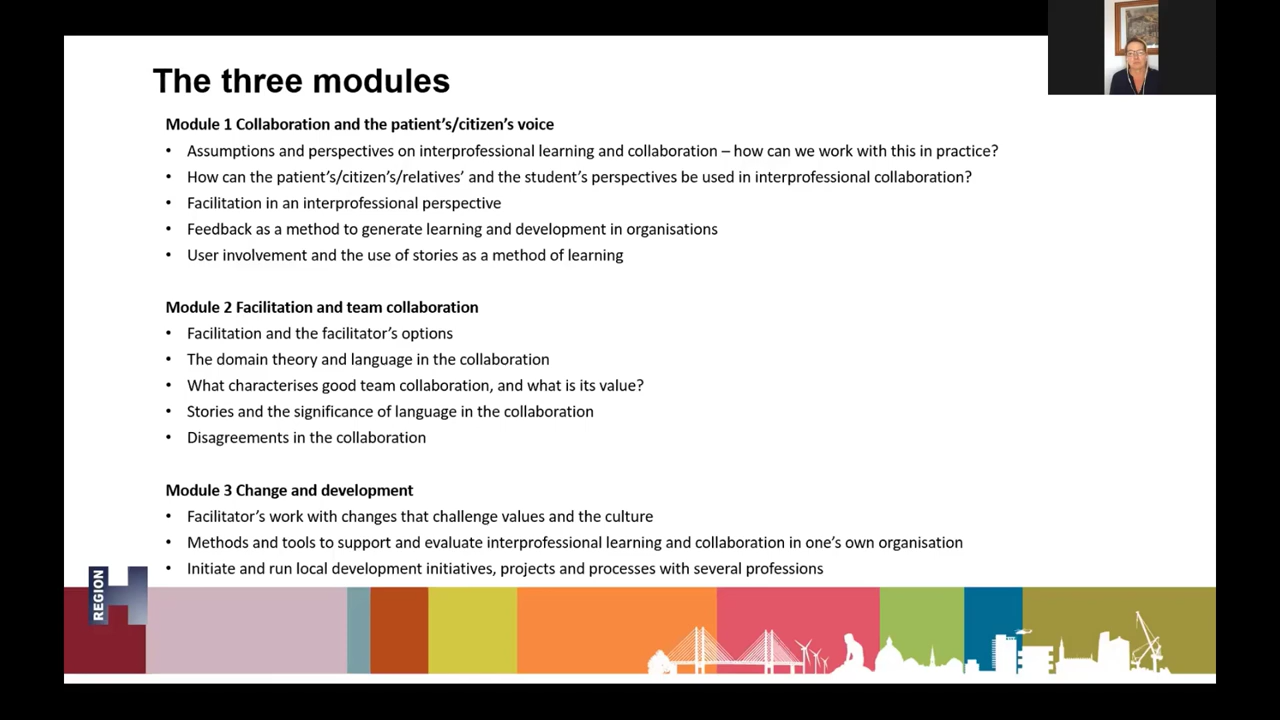 The three modules
Module 1 Collaboration and the patient's/citizen's voice
• Assumptions and perspectives on interprofessional learning and collaboration – how can we work with this in practice?
• How can the patient's/citizen's/relatives' and the student's perspectives be used in interprofessional collaboration?
• Facilitation in an interprofessional perspective
• Feedback as a method to generate learning and development in organisations
• User involvement and the use of stories as a method of learning
Module 2 Facilitation and team collaboration
• Facilitation and the facilitator's options
• The domain theory and language in the collaboration
• What characterises good team collaboration, and what is its value?
• Stories and the significance of language in the collaboration
• Disagreements in the collaboration
Module 3 Change and development
• Facilitator's work with changes that challenge values and the culture
• Methods and tools to support and evaluate interprofessional learning and collaboration in one's own organisation
• Initiate and run local development initiatives, projects and processes with several professions
REGION H